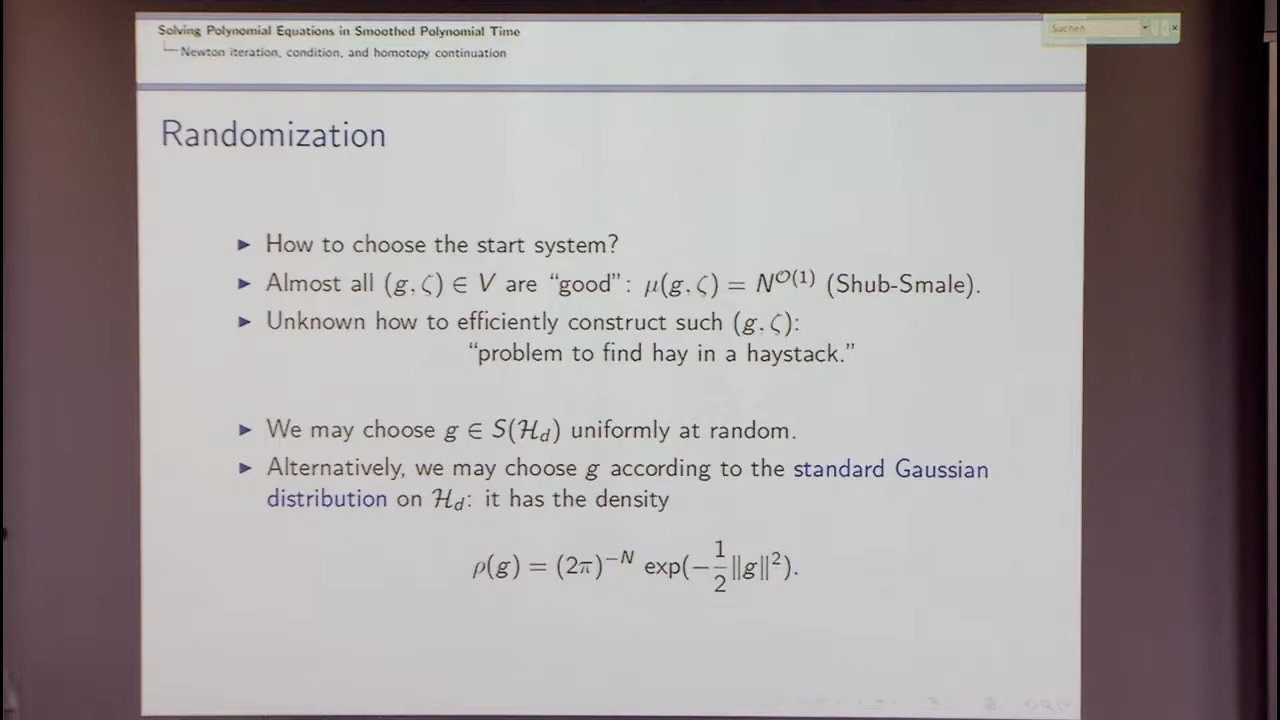 Solving Polynomial Equations in Smoothed Polynomial Time
Newton iteration, condition, and homotopy continuation
Suchen
Randomization
► How to choose the start system?
► Almost all (g, ζ) ∈ V are “good”: μ(g, ζ) = N^{𝒪(1)} (Shub-Smale).
► Unknown how to efficiently construct such (g, ζ):
“problem to find hay in a haystack.”
► We may choose g ∈ S(ℋ_d) uniformly at random.
► Alternatively, we may choose g according to the standard Gaussian
distribution on ℋ_d: it has the density
ρ(g) = (2π)^{−N} exp(−\frac{1}{2}‖g‖²).